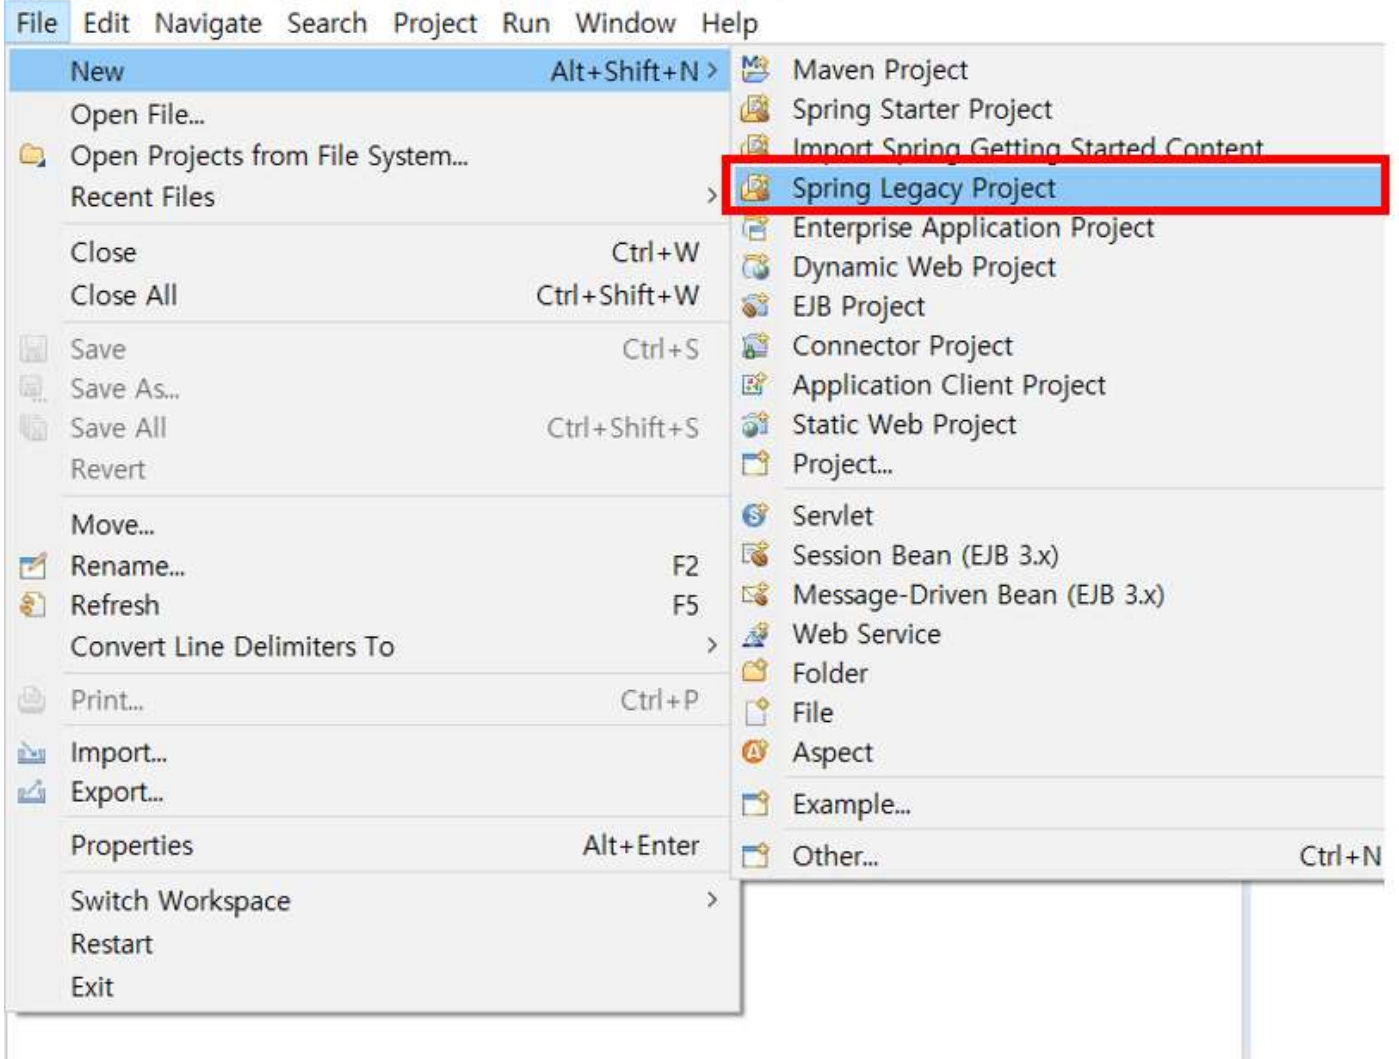 File Edit Navigate Search Project Run Window Help
New Alt+Shift+N >
Open File...
Open Projects from File System...
Recent Files >
Close Ctrl+W
Close All Ctrl+Shift+W
Save Ctrl+S
Save As...
Save All Ctrl+Shift+S
Revert
Move...
Rename... F2
Refresh F5
Convert Line Delimiters To >
Print... Ctrl+P
Import...
Export...
Properties Alt+Enter
Switch Workspace >
Restart
Exit
Maven Project
Spring Starter Project
Import Spring Getting Started Content
Spring Legacy Project
Enterprise Application Project
Dynamic Web Project
EJB Project
Connector Project
Application Client Project
Static Web Project
Project...
Servlet
Session Bean (EJB 3.x)
Message-Driven Bean (EJB 3.x)
Web Service
Folder
File
Aspect
Example...
Other... Ctrl+N